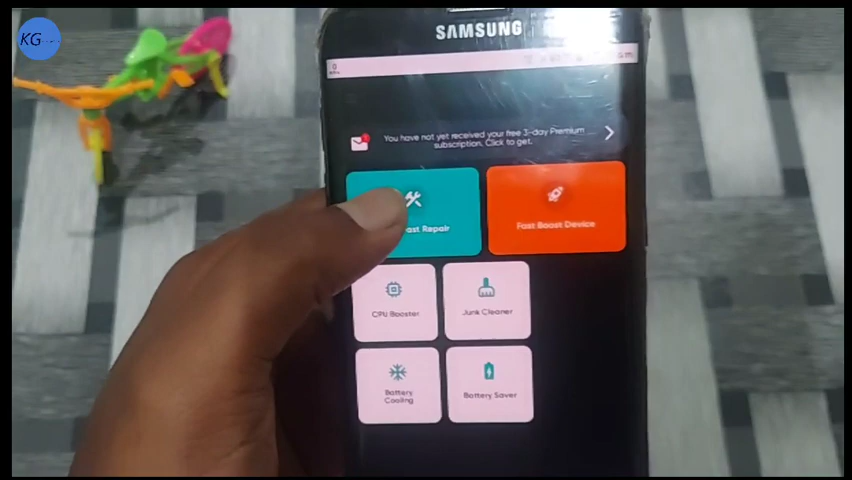 KG
SAMSUNG
You have not yet received your free 3-day Premium
subscription. Click to get.
Repair
Fast Boost Device
CPU Booster
Junk Cleaner
Battery
Cooling
Battery Saver